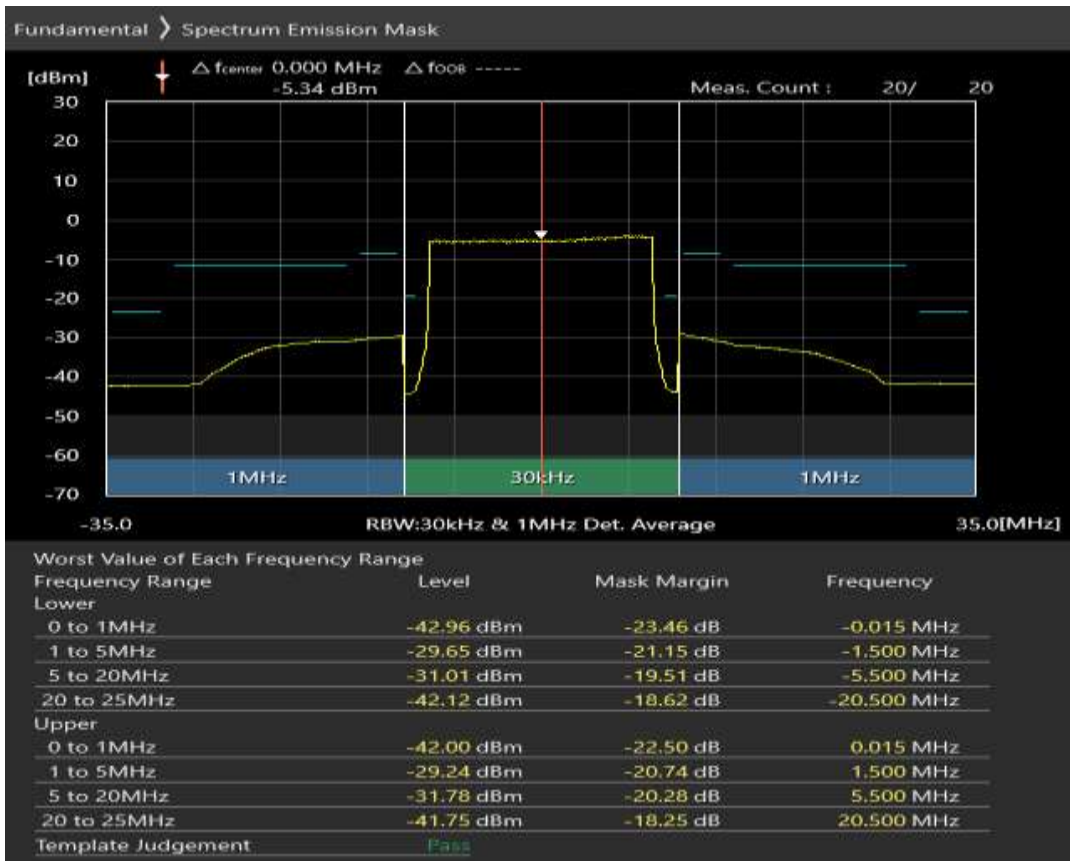 Fundamental 〉 Spectrum Emission Mask
[dBm] △ fcenter 0.000 MHz △ fOOB -----
-5.34 dBm Meas. Count : 20/ 20
30
20
10
0
-10
-20
-30
-40
-50
-60
1MHz 30kHz 1MHz
-70
-35.0 RBW:30kHz & 1MHz Det. Average 35.0[MHz]
Worst Value of Each Frequency Range
Frequency Range Level Mask Margin Frequency
Lower
0 to 1MHz -42.96 dBm -23.46 dB -0.015 MHz
1 to 5MHz -29.65 dBm -21.15 dB -1.500 MHz
5 to 20MHz -31.01 dBm -19.51 dB -5.500 MHz
20 to 25MHz -42.12 dBm -18.62 dB -20.500 MHz
Upper
0 to 1MHz -42.00 dBm -22.50 dB 0.015 MHz
1 to 5MHz -29.24 dBm -20.74 dB 1.500 MHz
5 to 20MHz -31.78 dBm -20.28 dB 5.500 MHz
20 to 25MHz -41.75 dBm -18.25 dB 20.500 MHz
Template Judgement Pass